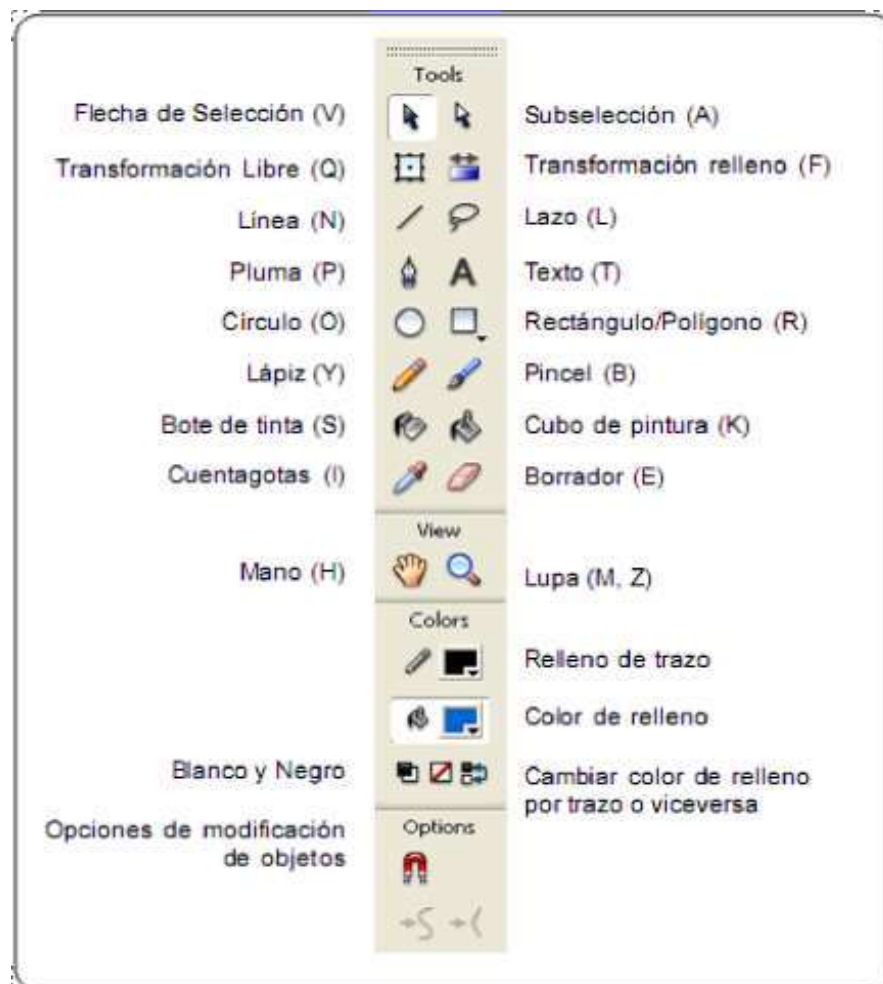 Tools
Flecha de Selección (V)
Subselección (A)
Transformación Libre (Q)
Transformación relleno (F)
Línea (N)
Lazo (L)
Pluma (P)
Texto (T)
Círculo (O)
Rectángulo/Polígono (R)
Lápiz (Y)
Pincel (B)
Bote de tinta (S)
Cubo de pintura (K)
Cuentagotas (I)
Borrador (E)
View
Mano (H)
Lupa (M, Z)
Colors
Relleno de trazo
Color de relleno
Blanco y Negro
Cambiar color de relleno
por trazo o viceversa
Options
Opciones de modificación
de objetos